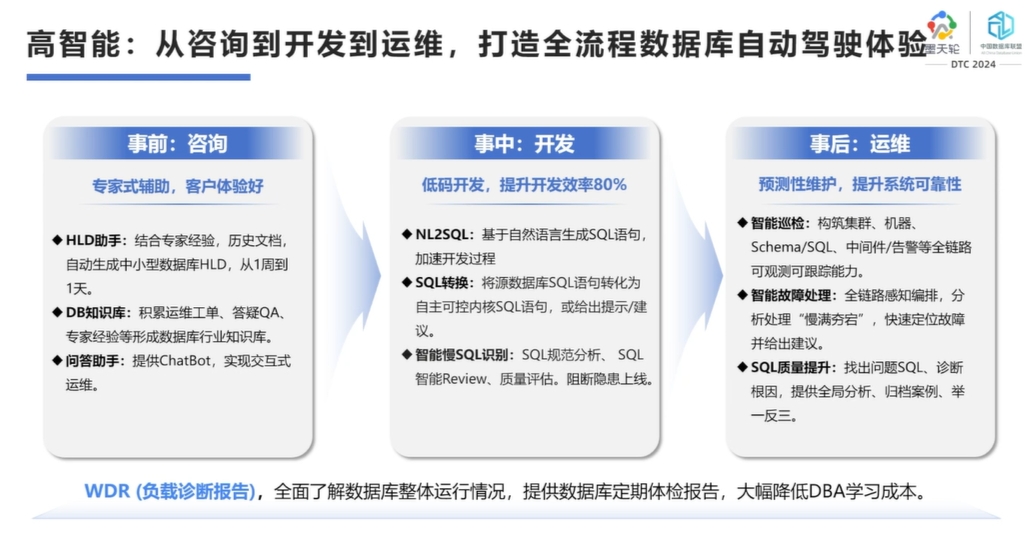 高智能：从咨询到开发到运维，打造全流程数据库自动驾驶体验
墨天轮
中国数据库联盟
DTC 2024
事前：咨询
专家式辅助，客户体验好
◆HLD助手：结合专家经验，历史文档，
自动生成中小型数据库HLD，从1周到
1天。
◆DB知识库：积累运维工单、答疑QA、
专家经验等形成数据库行业知识库。
◆问答助手：提供ChatBot，实现交互式
运维。
事中：开发
低码开发，提升开发效率80%
◆NL2SQL：基于自然语言生成SQL语句，
加速开发过程
◆SQL转换：将源数据库SQL语句转化为
自主可控内核SQL语句，或给出提示/建
议。
◆智能慢SQL识别：SQL规范分析、 SQL
智能Review、质量评估。阻断隐患上线。
事后：运维
预测性维护，提升系统可靠性
◆智能巡检：构筑集群、机器、
Schema/SQL、中间件/告警等全链路
可观测可跟踪能力。
◆智能故障处理：全链路感知编排，分
析处理“慢满夯宕”，快速定位故障
并给出建议。
◆SQL质量提升：找出问题SQL、诊断
根因，提供全局分析、归档案例、举
一反三。
WDR (负载诊断报告)，全面了解数据库整体运行情况，提供数据库定期体检报告，大幅降低DBA学习成本。